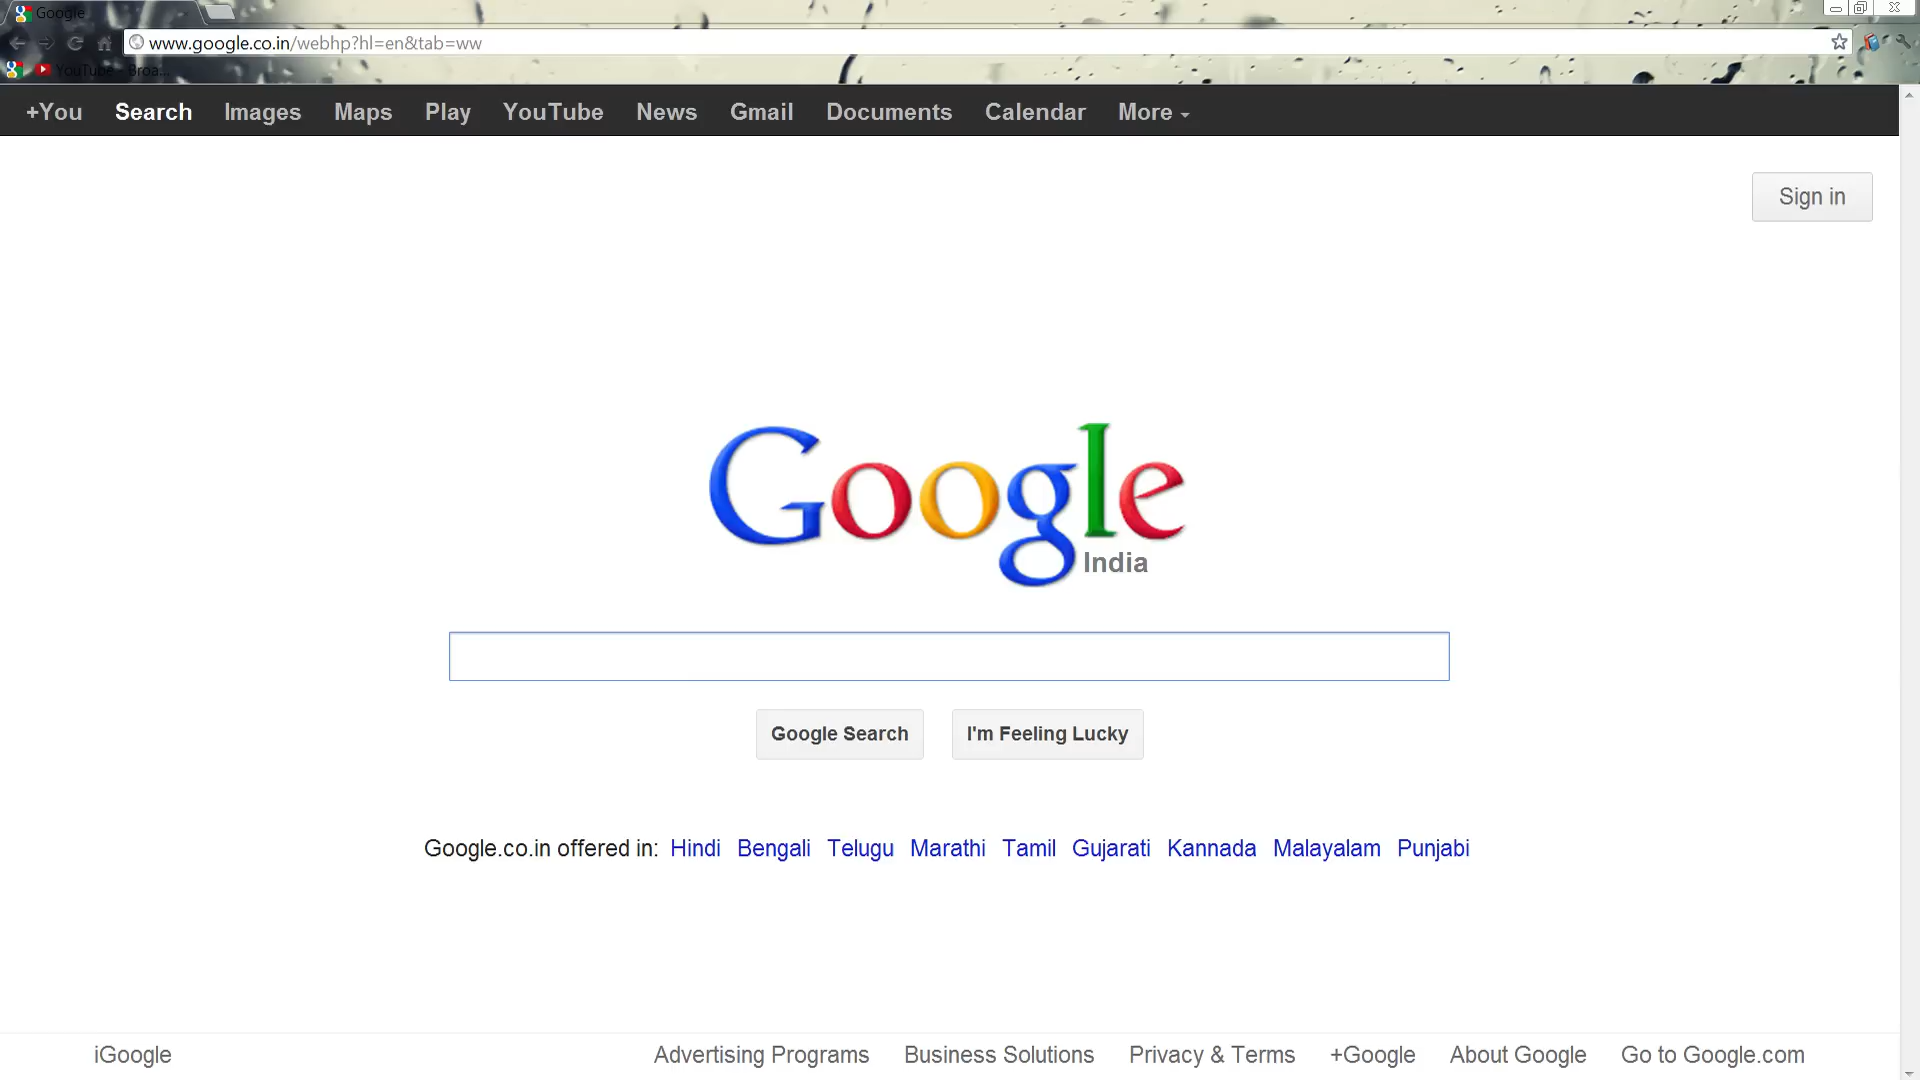 Google
www.google.co.in/webhp?hl=en&tab=ww
YouTube - Broa...
+You Search Images Maps Play YouTube News Gmail Documents Calendar More
Sign in
Google
India
Google Search I'm Feeling Lucky
Google.co.in offered in: Hindi Bengali Telugu Marathi Tamil Gujarati Kannada Malayalam Punjabi
iGoogle Advertising Programs Business Solutions Privacy & Terms +Google About Google Go to Google.com